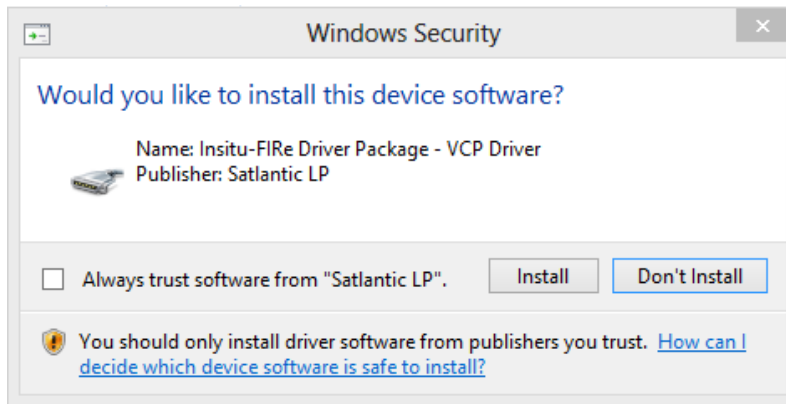 Windows Security
Would you like to install this device software?
Name: Insitu-FIRe Driver Package - VCP Driver
Publisher: Satlantic LP
Always trust software from "Satlantic LP".
Install
Don't Install
You should only install driver software from publishers you trust. How can I
decide which device software is safe to install?